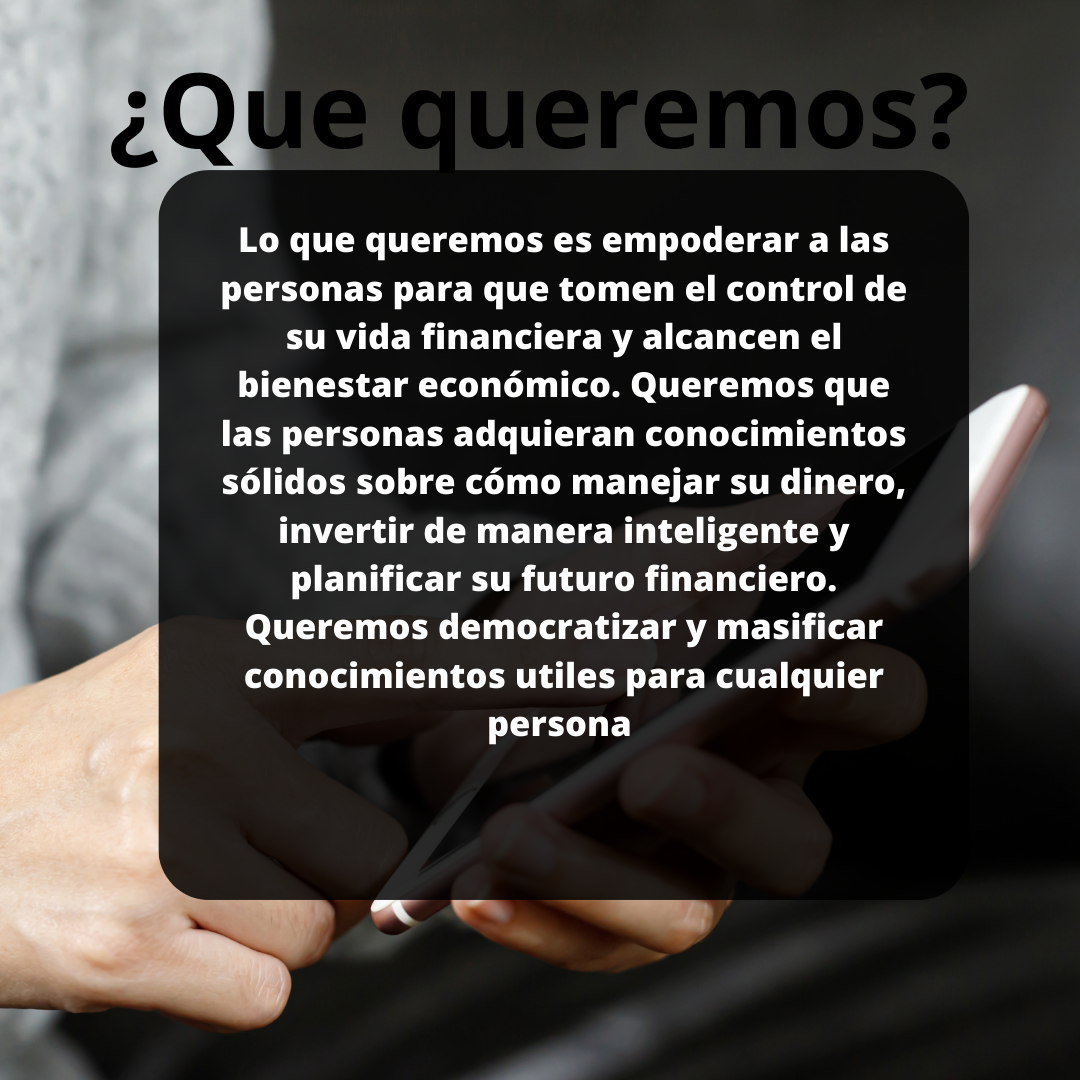 ¿Que queremos?
Lo que queremos es empoderar a las
personas para que tomen el control de
su vida financiera y alcancen el
bienestar económico. Queremos que
las personas adquieran conocimientos
sólidos sobre cómo manejar su dinero,
invertir de manera inteligente y
planificar su futuro financiero.
Queremos democratizar y masificar
conocimientos utiles para cualquier
persona